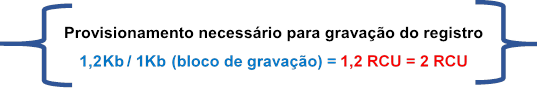 Provisionamento necessário para gravação do registro
1,2Kb / 1Kb (bloco de gravação) = 1,2 RCU = 2 RCU